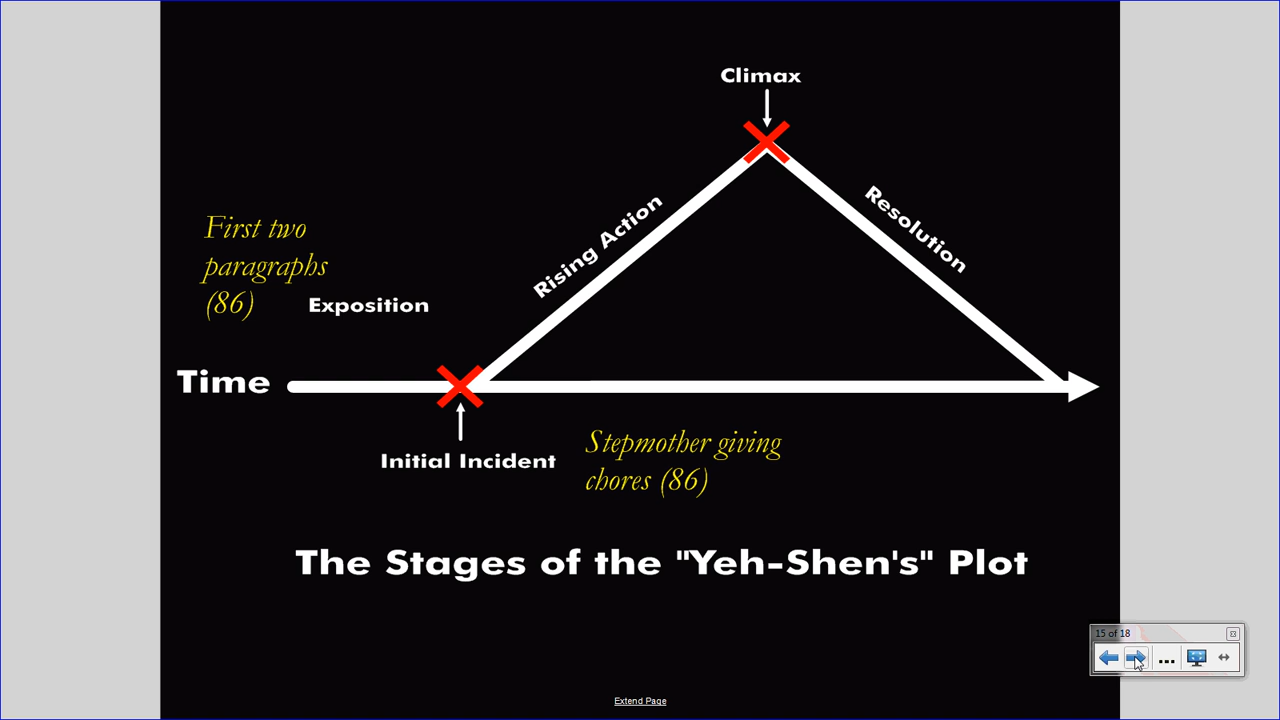 Climax
Rising Action
Resolution
First two
paragraphs
(86)
Exposition
Time
Initial Incident
Stepmother giving
chores (86)
The Stages of the "Yeh-Shen's" Plot
15 of 18
...
Extend Page